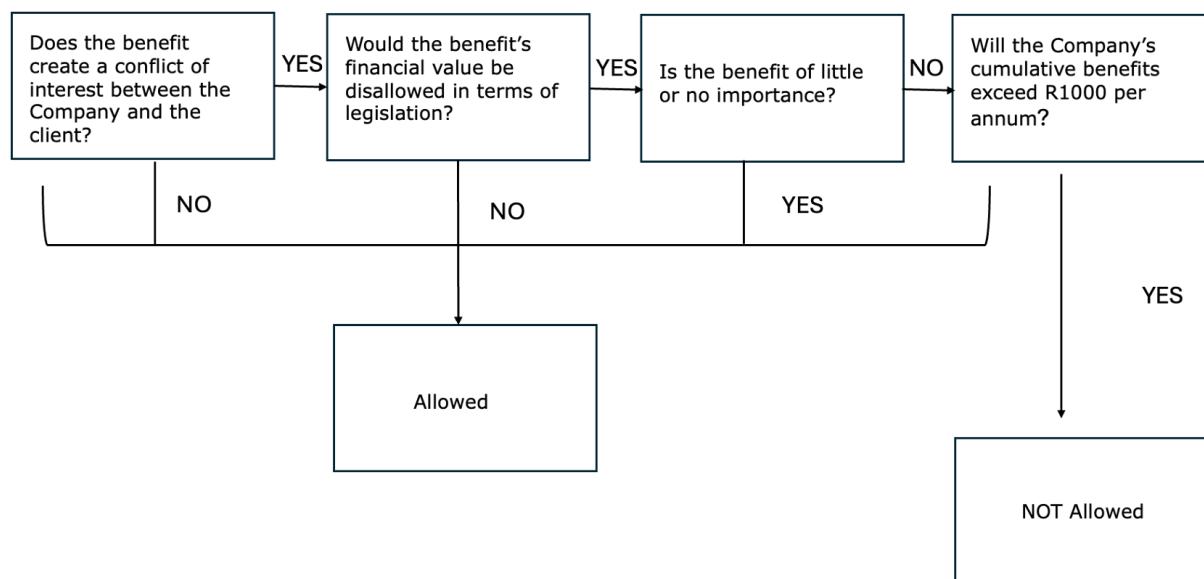 Does the benefit
create a conflict of
interest between the
Company and the
client?
YES
Would the benefit's
financial value be
disallowed in terms of
legislation?
YES
Is the benefit of little
or no importance?
NO
Will the Company's
cumulative benefits
exceed R1000 per
annum?
NO
NO
YES
YES
Allowed
NOT Allowed